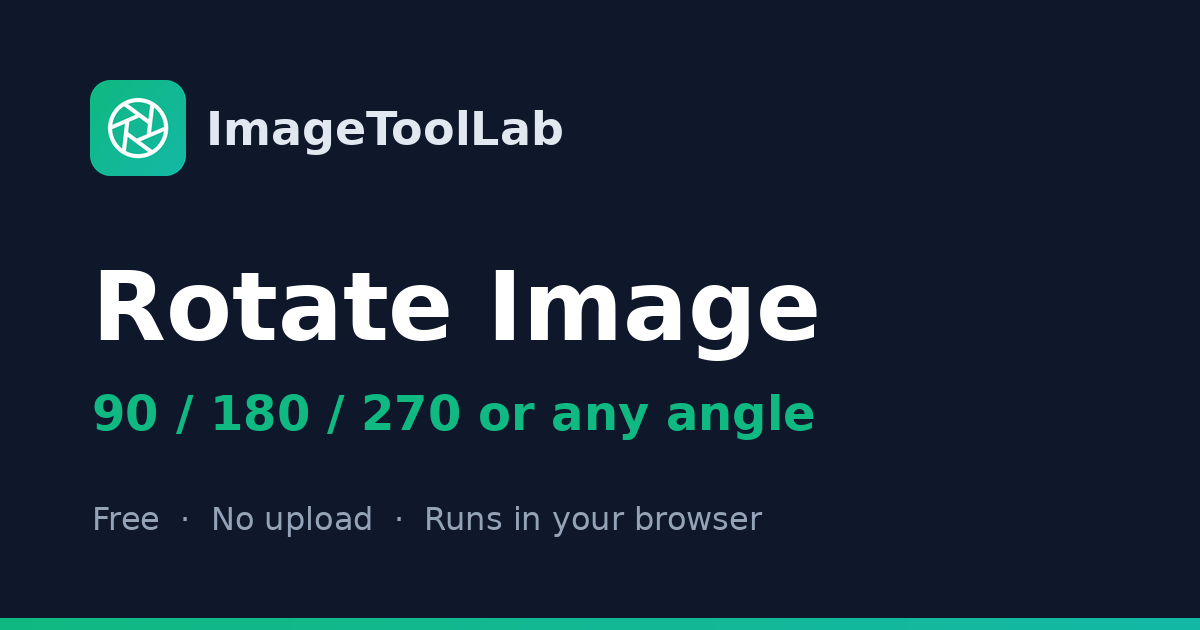 ImageToolLab
Rotate Image
90 / 180 / 270 or any angle
Free · No upload · Runs in your browser